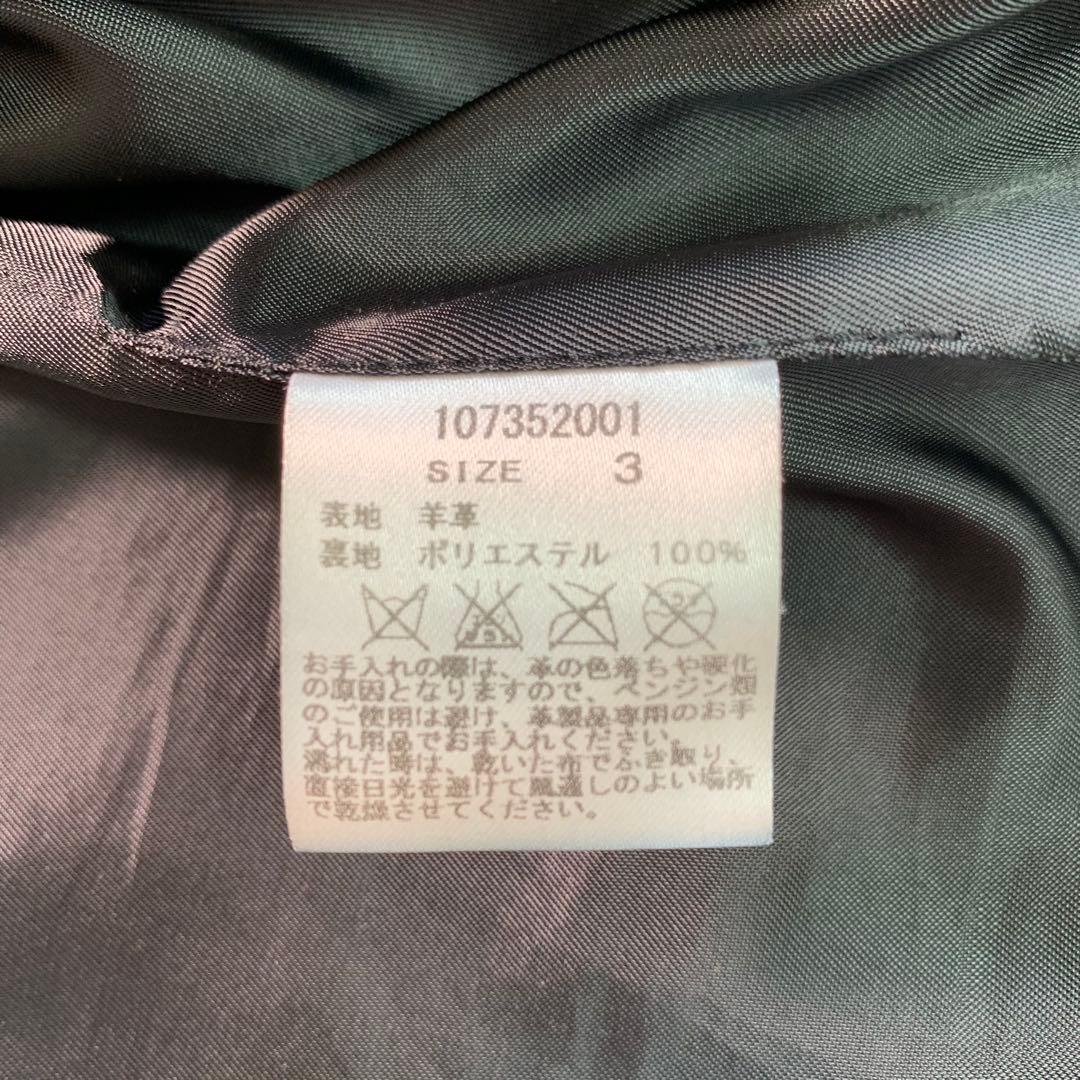 107352001
SIZE 3
表地 羊革
裏地 ポリエステル 100%
お手入れの際は、革の色落ちや硬化
の原因となりますので、ベンジン類
のご使用は避け、革製品専用のお手
入れ用品でお手入れください。
濡れた時は、乾いた布でふき取り、
直接日光を避けて風通しのよい場所
で乾燥させてください。